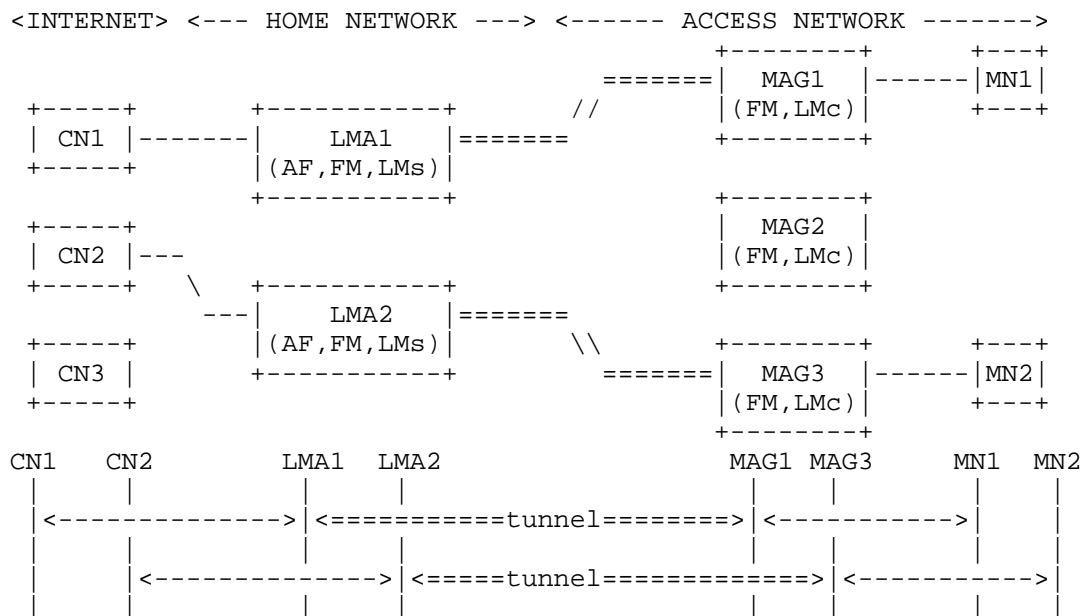 <INTERNET> <--- HOME NETWORK ---> <------ ACCESS NETWORK ------->
MAG1 MN1
(FM,LMc)
CN1 LMA1
(AF,FM,LMs)
MAG2
CN2 (FM,LMc)
LMA2
(AF,FM,LMs)
CN3 MAG3 MN2
(FM,LMc)
CN1 CN2 LMA1 LMA2 MAG1 MAG3 MN1 MN2
tunnel
tunnel